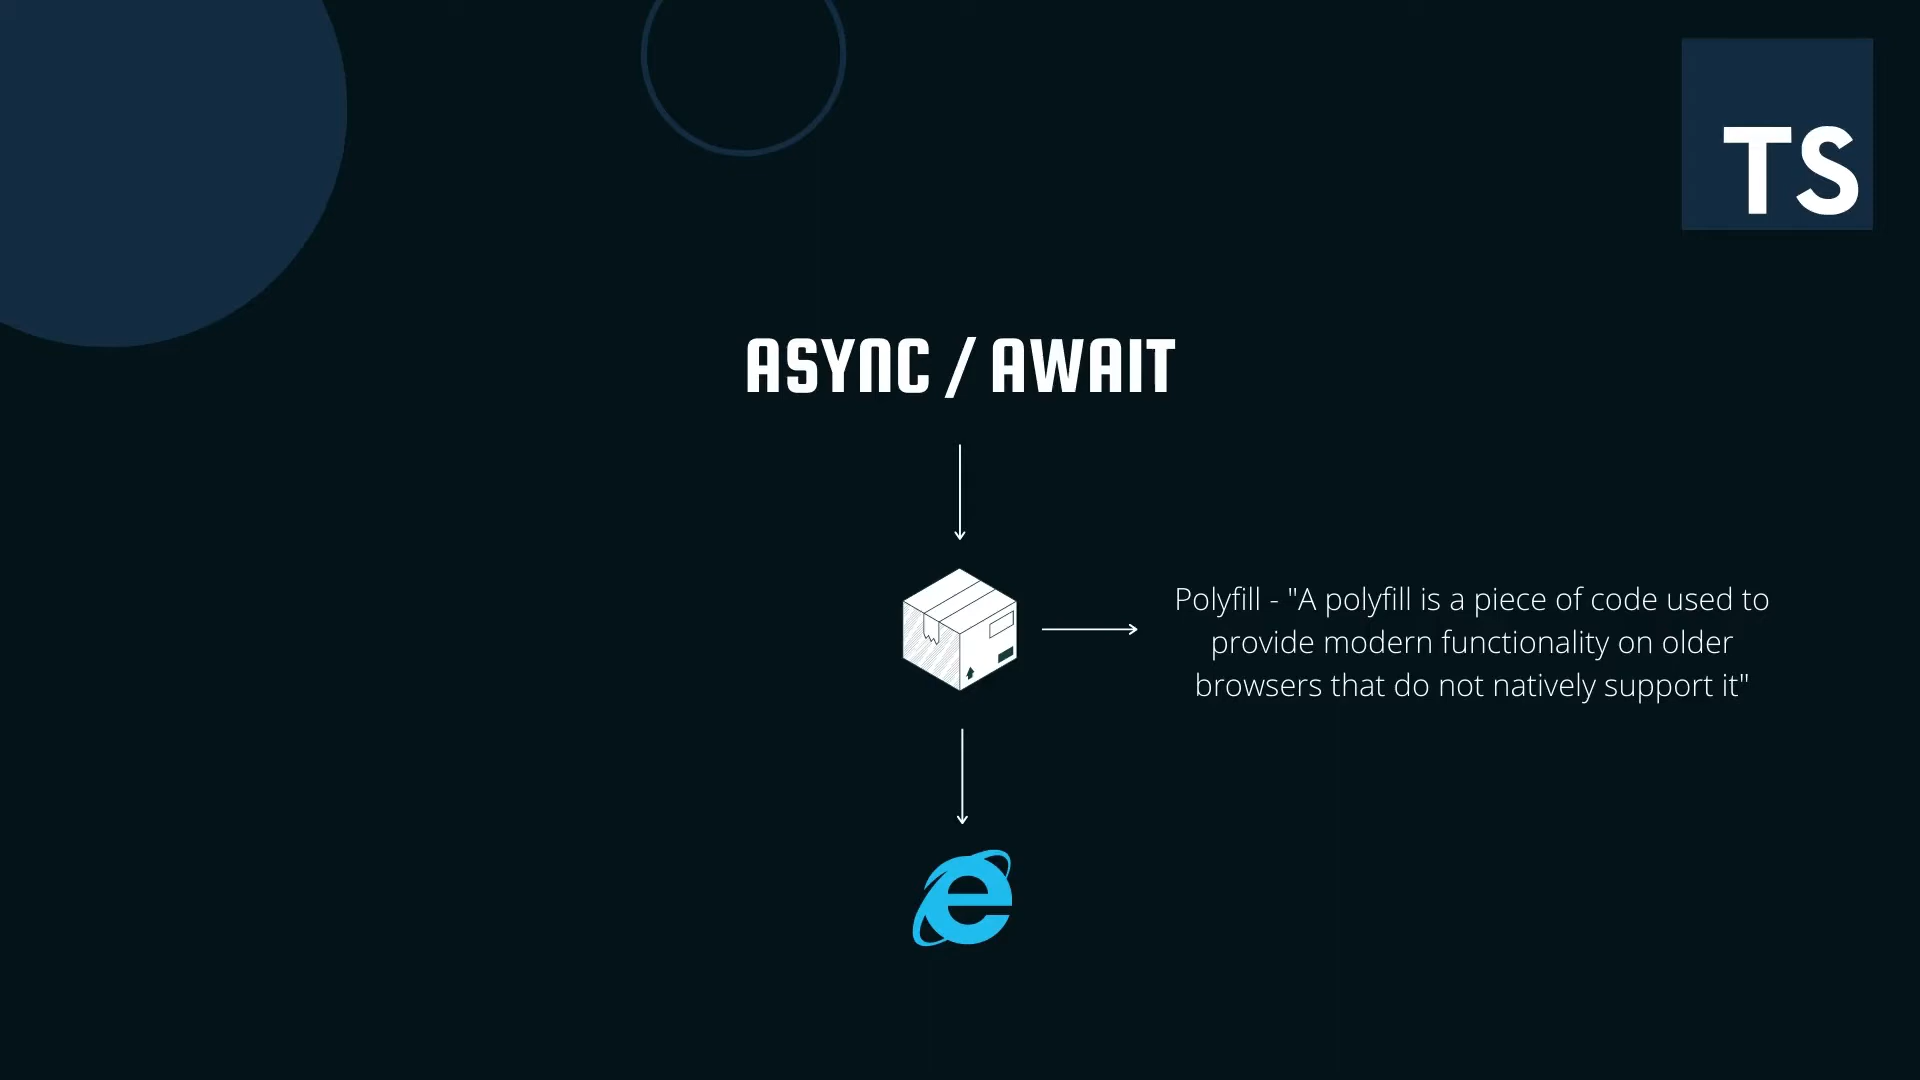 TS
ASYNC / AWAIT
Polyfill - "A polyfill is a piece of code used to
provide modern functionality on older
browsers that do not natively support it"